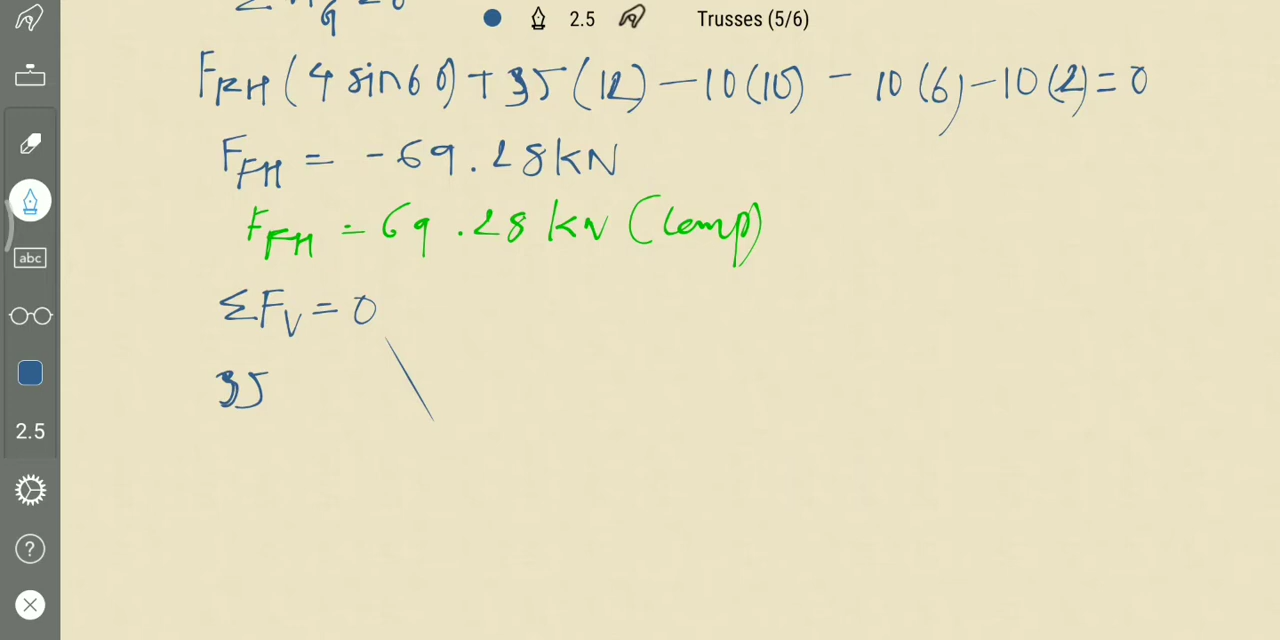 2.5 Trusses (5/6)
F_FH (4 sin 60) + 35 (12) - 10 (10) - 10 (6) - 10 (2) = 0
F_FH = - 69.28 kN
F_FH = 69.28 kN (Comp)
abc
ΣF_V = 0
35
2.5
?